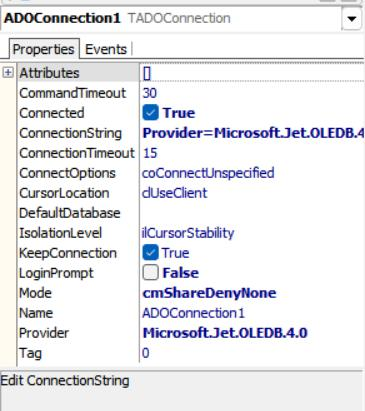 ADOConnection1 TADOConnection
Properties Events
Attributes []
CommandTimeout 30
Connected True
ConnectionString Provider=Microsoft.Jet.OLEDB.4
ConnectionTimeout 15
ConnectOptions coConnectUnspecified
CursorLocation clUseClient
DefaultDatabase
IsolationLevel ilCursorStability
KeepConnection True
LoginPrompt False
Mode cmShareDenyNone
Name ADOConnection1
Provider Microsoft.Jet.OLEDB.4.0
Tag 0
Edit ConnectionString